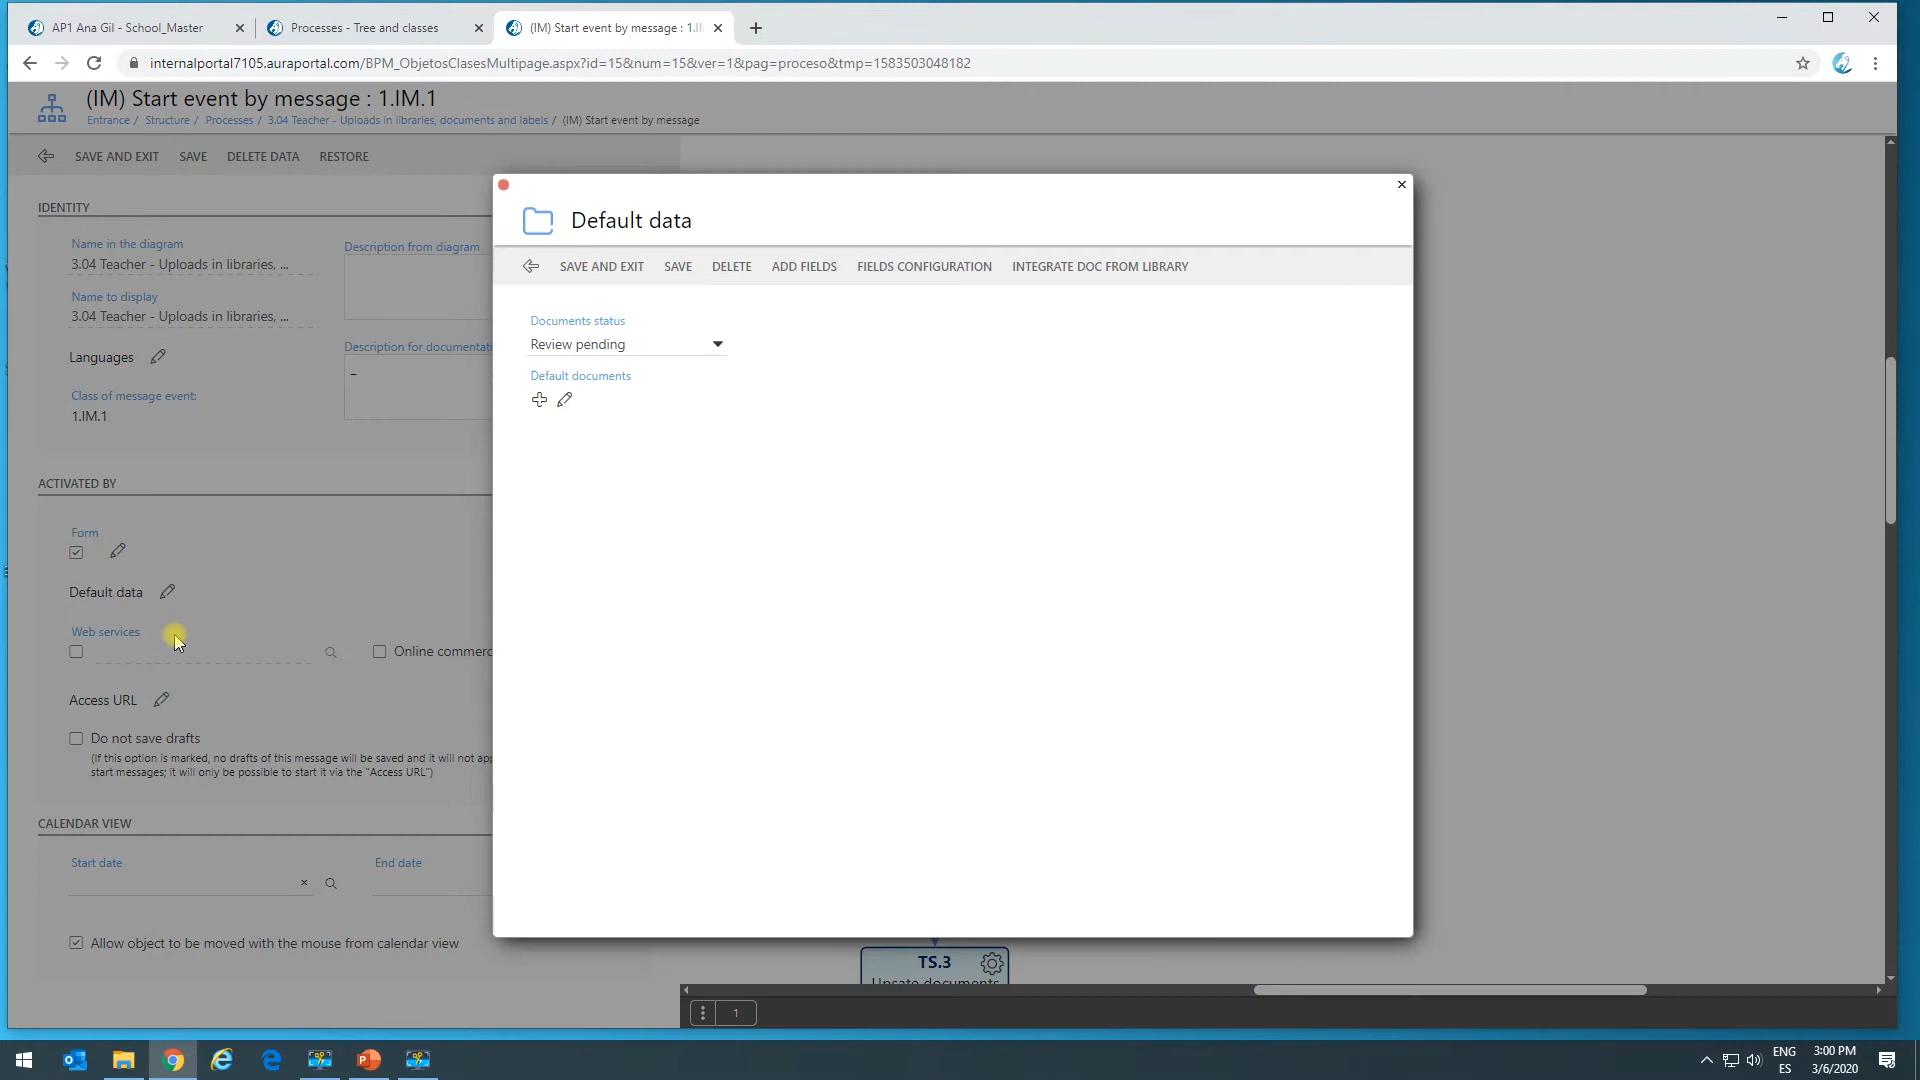 AP1 Ana Gil - School_Master
Processes - Tree and classes
(IM) Start event by message : 1.I
internalportal7105.auraportal.com/BPM_ObjetosClasesMultipage.aspx?id=15&num=15&ver=1&pag=proceso&tmp=1583503048182
(IM) Start event by message : 1.IM.1
Entrance / Structure / Processes / 3.04 Teacher - Uploads in libraries, documents and labels / (IM) Start event by message
SAVE AND EXIT SAVE DELETE DATA RESTORE
IDENTITY
Name in the diagram
3.04 Teacher - Uploads in libraries, ...
Name to display
3.04 Teacher - Uploads in libraries, ...
Languages
Class of message event:
1.IM.1
Description from diagram
Description for documentati
–
ACTIVATED BY
Form
Default data
Web services
Online commerc
Access URL
Do not save drafts
(If this option is marked, no drafts of this message will be saved and it will not app
start messages; it will only be possible to start it via the "Access URL")
CALENDAR VIEW
Start date
End date
Allow object to be moved with the mouse from calendar view
Default data
SAVE AND EXIT SAVE DELETE ADD FIELDS FIELDS CONFIGURATION INTEGRATE DOC FROM LIBRARY
Documents status
Review pending
Default documents
TS.3
Upsate documents
1
ENG
ES
3:00 PM
3/6/2020